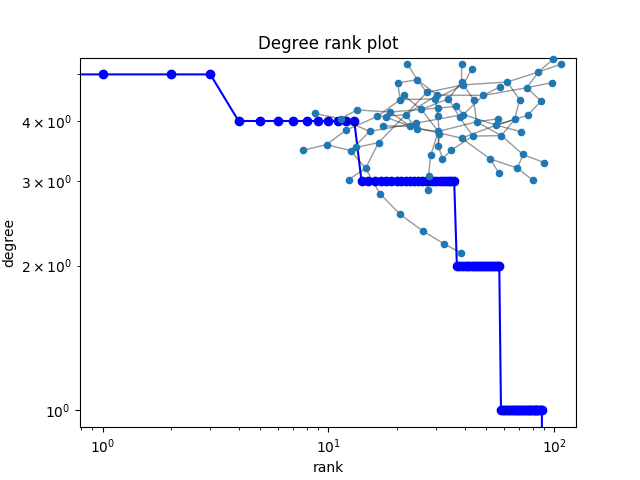 Degree rank plot
degree
4 × 10⁰
3 × 10⁰
2 × 10⁰
10⁰
10⁰
10¹
10²
rank